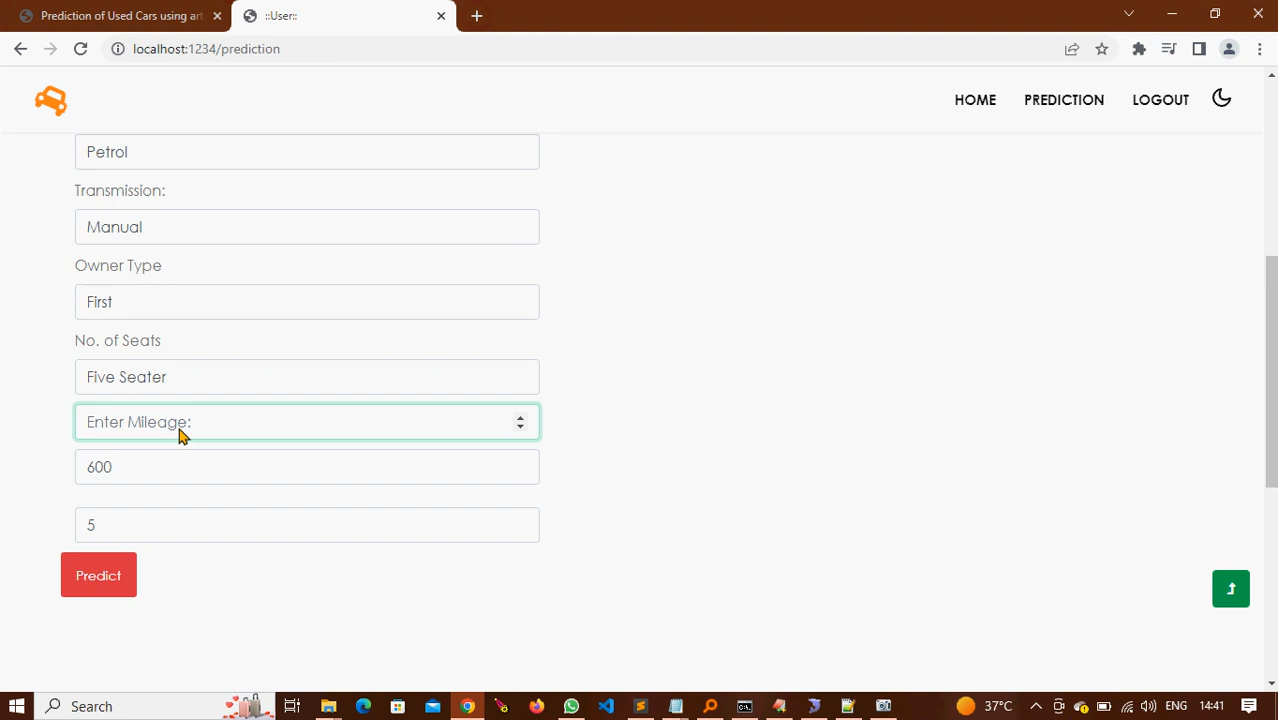 Prediction of Used Cars using art
::User::
localhost:1234/prediction
HOME PREDICTION LOGOUT
Petrol
Transmission:
Manual
Owner Type
First
No. of Seats
Five Seater
Enter Mileage:
600
5
Predict
Search
37°C
ENG
14:41